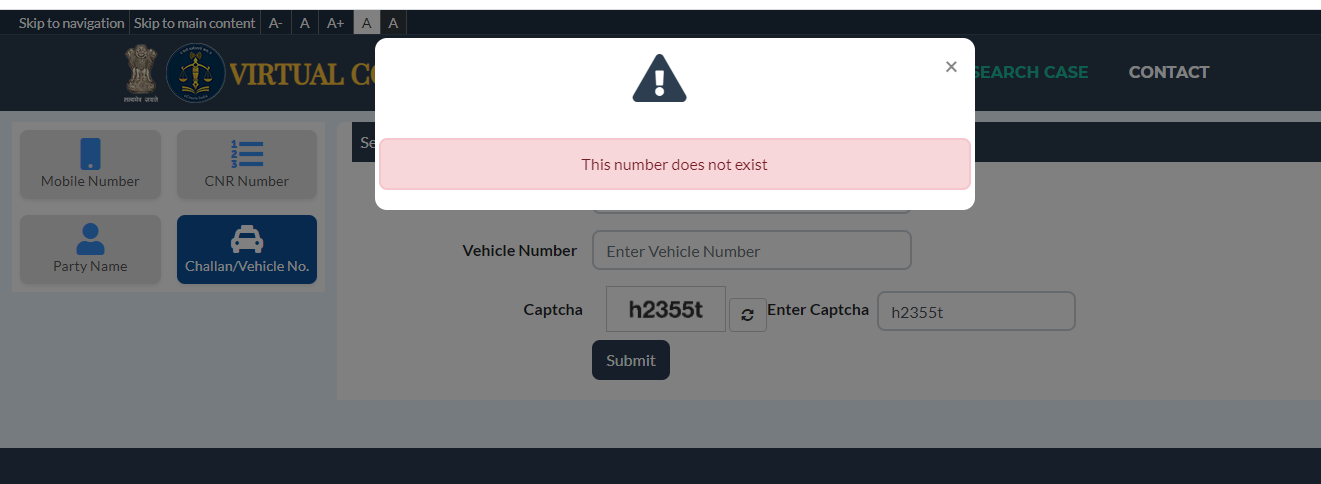 Skip to navigation Skip to main content A- A A+ A A
सत्यमेव जयते
VIRTUAL
SEARCH CASE CONTACT
×
This number does not exist
Mobile Number
CNR Number
Party Name
Challan/Vehicle No.
Vehicle Number Enter Vehicle Number
Captcha h2355t Enter Captcha h2355t
Submit